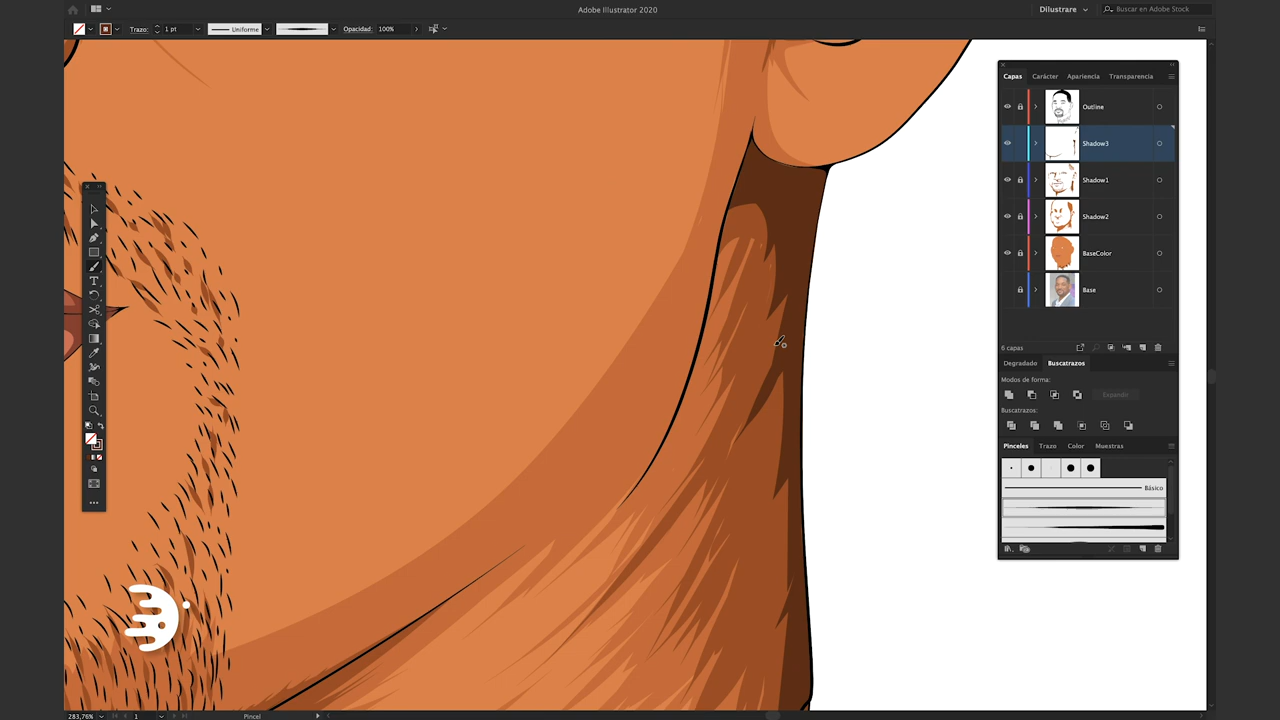 Adobe Illustrator 2020
Dilustrare
Buscar en Adobe Stock
Trazo: 1 pt
Uniforme
Opacidad: 100%
Capas Carácter Apariencia Transparencia
Outline
Shadow3
Shadow1
Shadow2
BaseColor
Base
6 capas
Degradado Buscatrazos
Modos de forma:
Expandir
Buscatrazos:
Pinceles Trazo Color Muestras
Básico
283,76% 1 Pincel